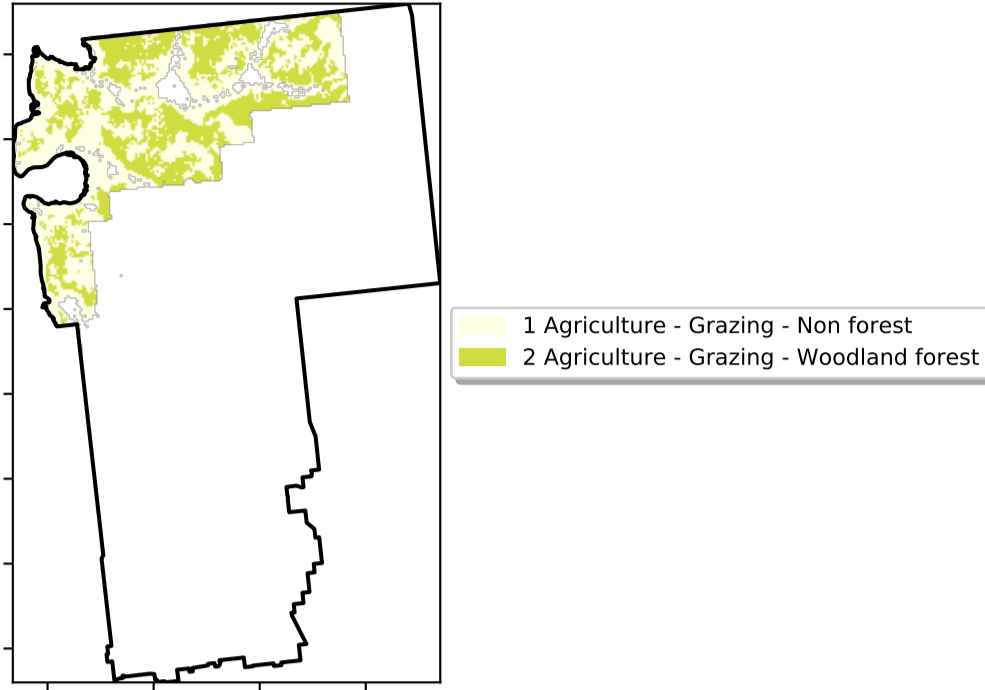 1 Agriculture - Grazing - Non forest
2 Agriculture - Grazing - Woodland forest